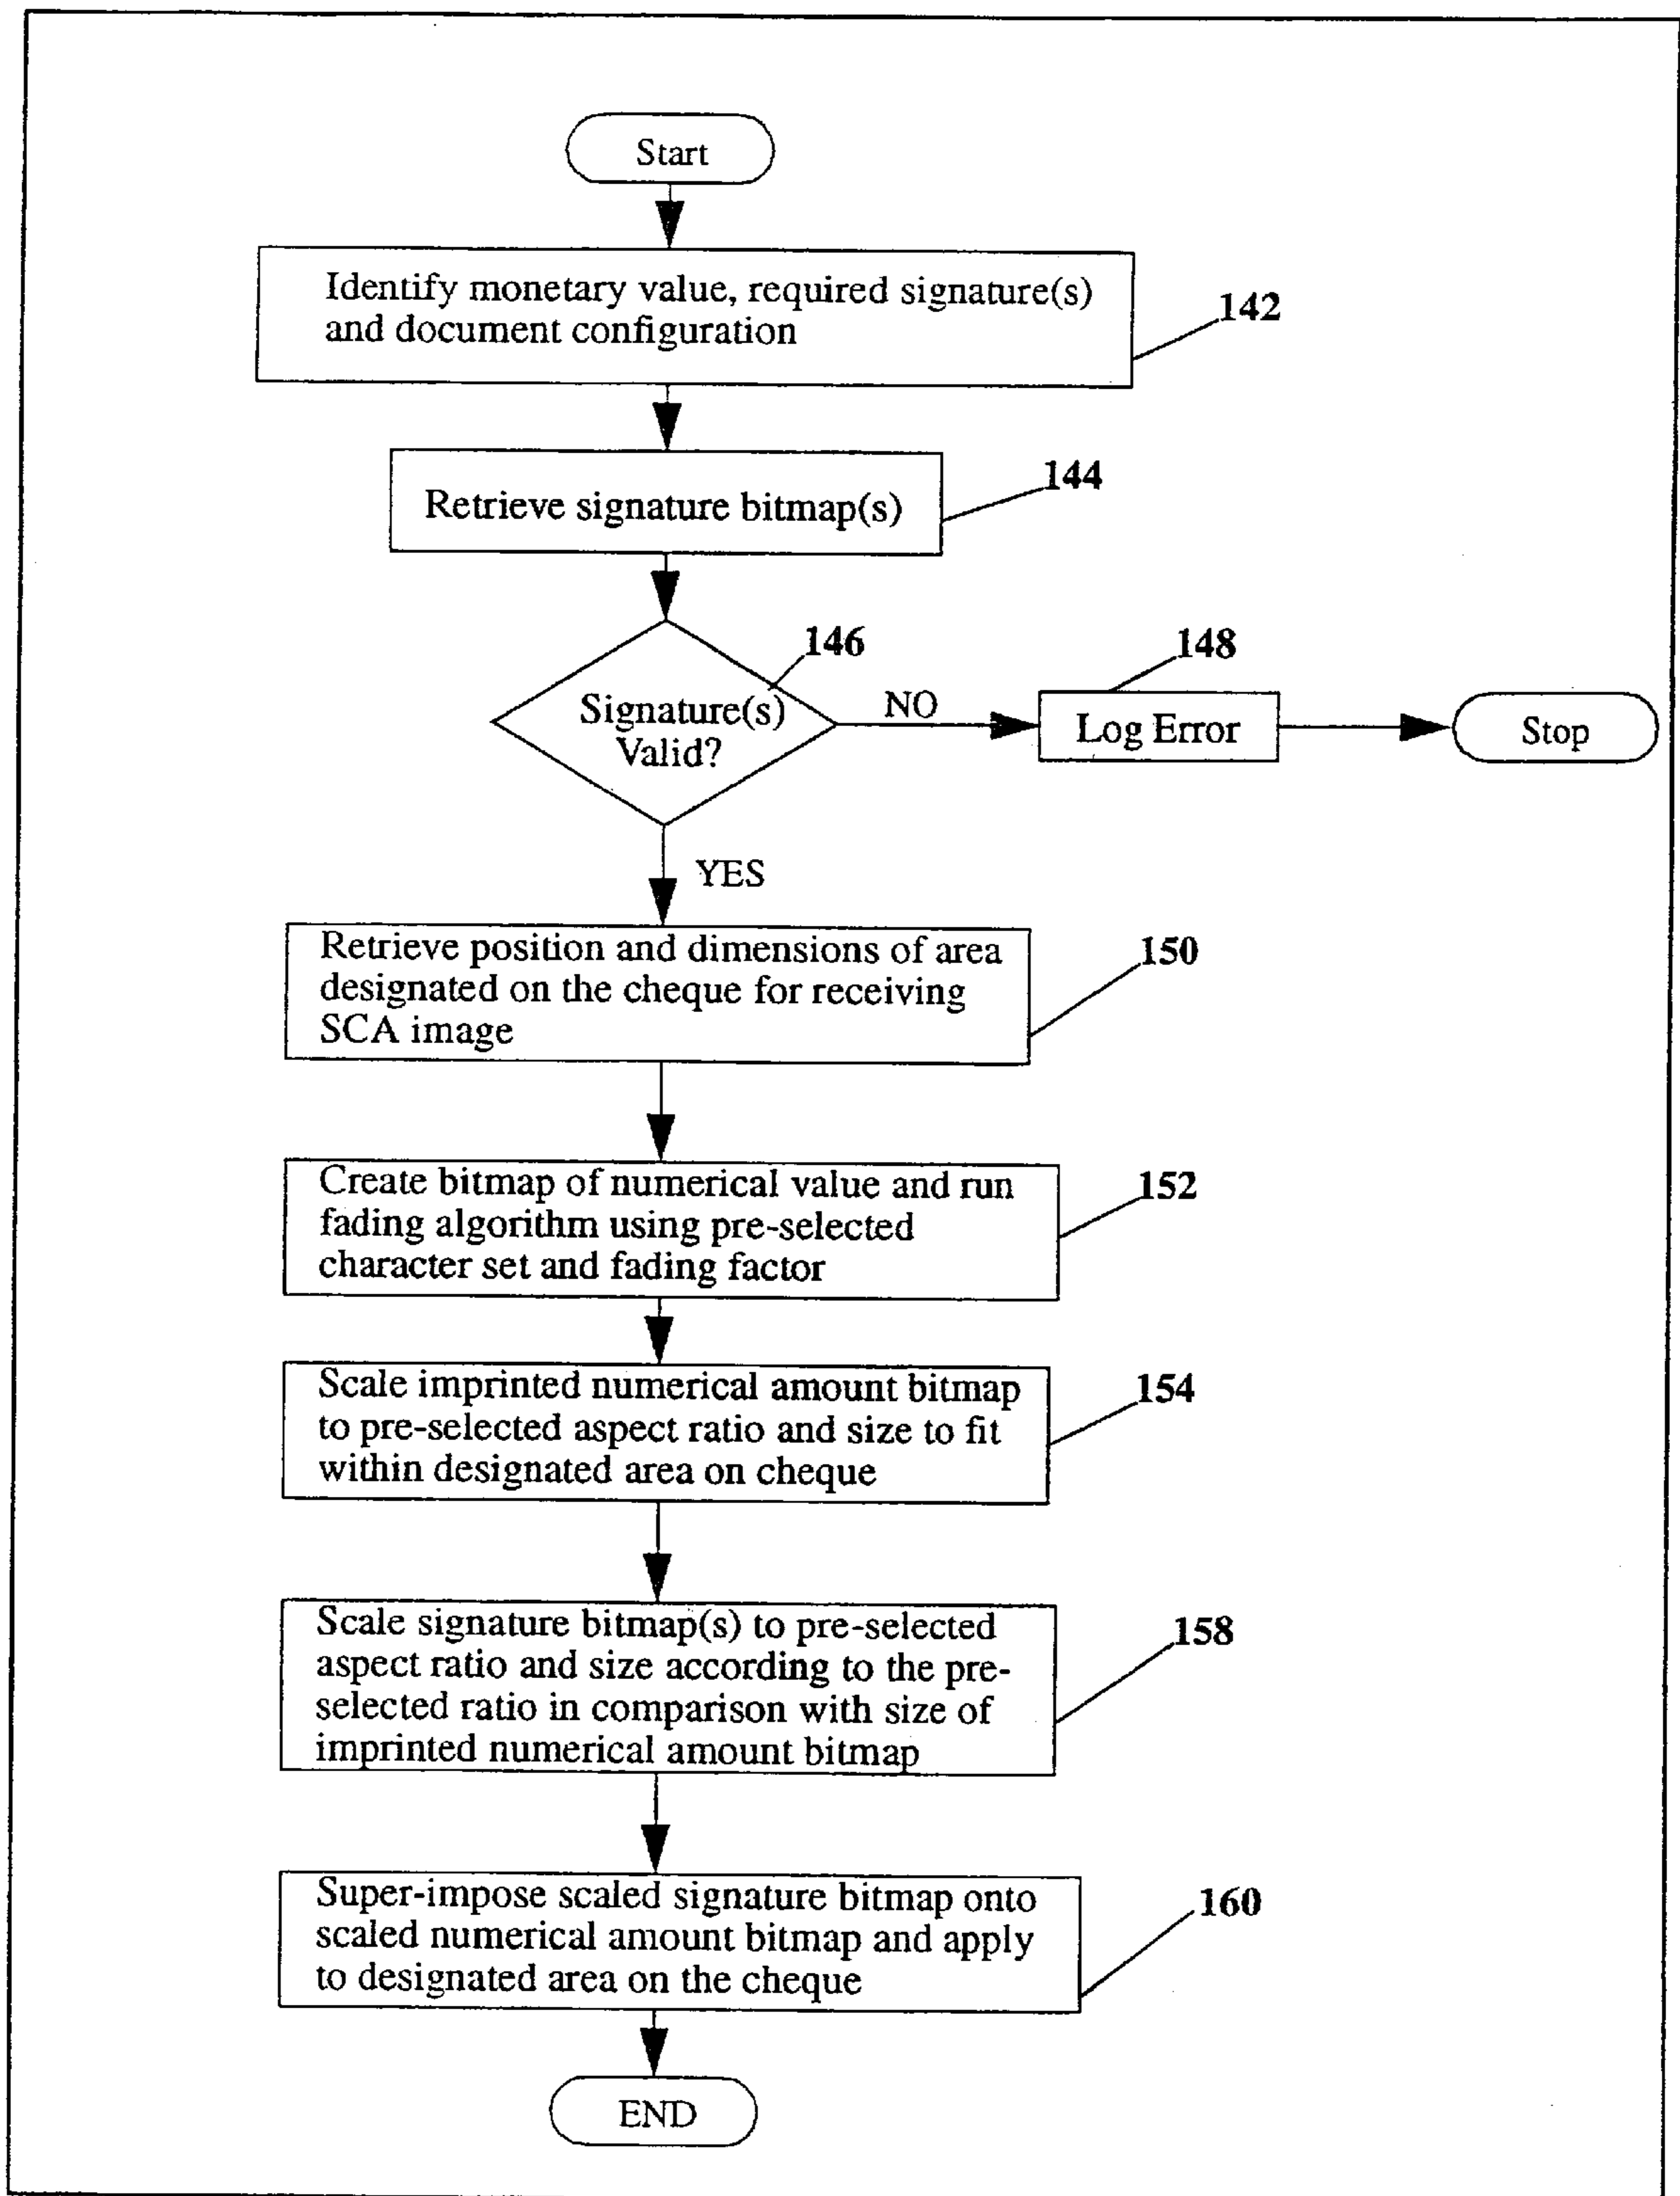 Start
Identify monetary value, required signature(s)
and document configuration
142
Retrieve signature bitmap(s)
144
146
Signature(s)
Valid?
NO
148
Log Error
Stop
YES
Retrieve position and dimensions of area
designated on the cheque for receiving
SCA image
150
Create bitmap of numerical value and run
fading algorithm using pre-selected
character set and fading factor
152
Scale imprinted numerical amount bitmap
to pre-selected aspect ratio and size to fit
within designated area on cheque
154
Scale signature bitmap(s) to pre-selected
aspect ratio and size according to the pre-
selected ratio in comparison with size of
imprinted numerical amount bitmap
158
Super-impose scaled signature bitmap onto
scaled numerical amount bitmap and apply
to designated area on the cheque
160
END